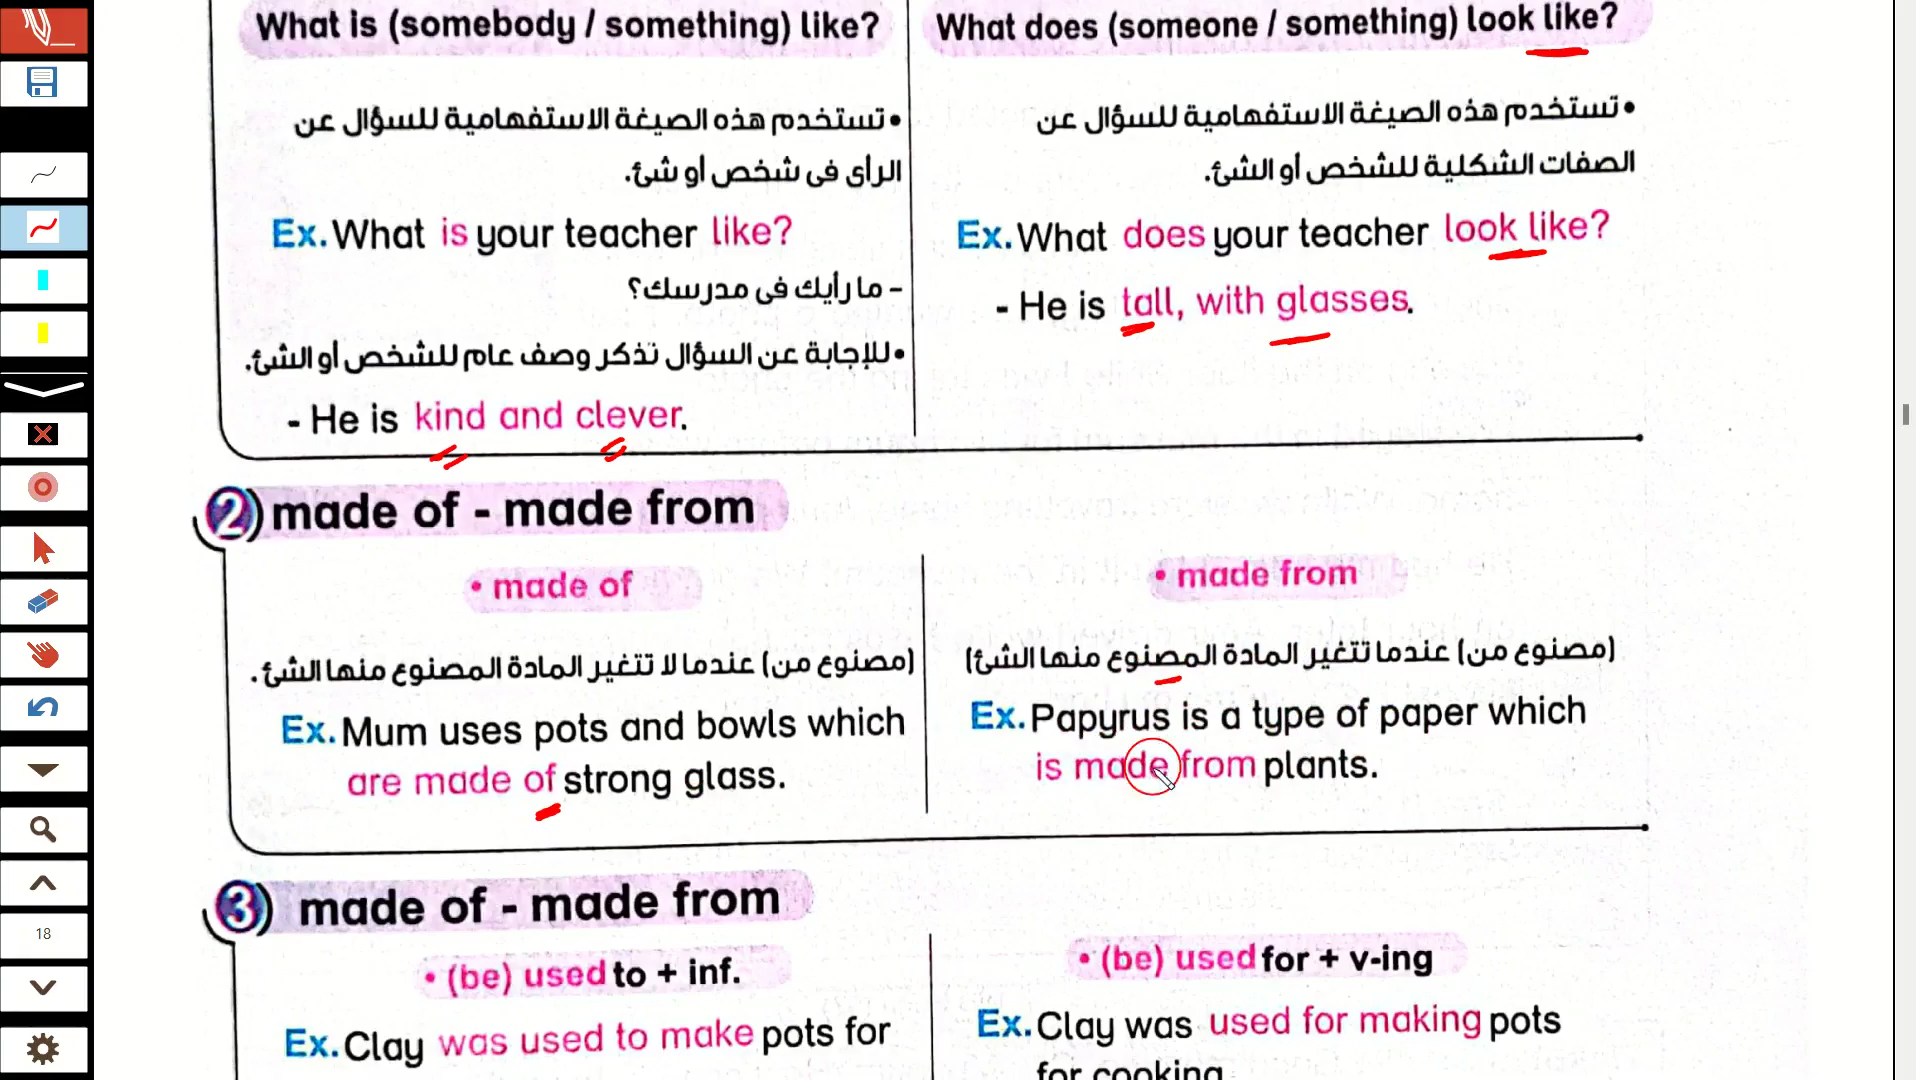 What is (somebody / something) like?
•تستخدم هذه الصيغة الاستفهامية للسؤال عن
الرأى فى شخص أو شئ.
Ex. What is your teacher like?
- ما رأيك فى مدرسك؟
•للإجابة عن السؤال نذكر وصف عام للشخص أو الشئ.
- He is kind and clever.
What does (someone / something) look like?
•تستخدم هذه الصيغة الاستفهامية للسؤال عن
الصفات الشكلية للشخص أو الشئ.
Ex. What does your teacher look like?
- He is tall, with glasses.
2) made of - made from
• made of
(مصنوع من) عندما لا تتغير المادة المصنوع منها الشئ .
Ex. Mum uses pots and bowls which
are made of strong glass.
• made from
(مصنوع من) عندما تتغير المادة المصنوع منها الشئ)
Ex. Papyrus is a type of paper which
is made from plants.
3) made of - made from
• (be) used to + inf.
Ex. Clay was used to make pots for
• (be) used for + v-ing
Ex. Clay was used for making pots
for cooking
18